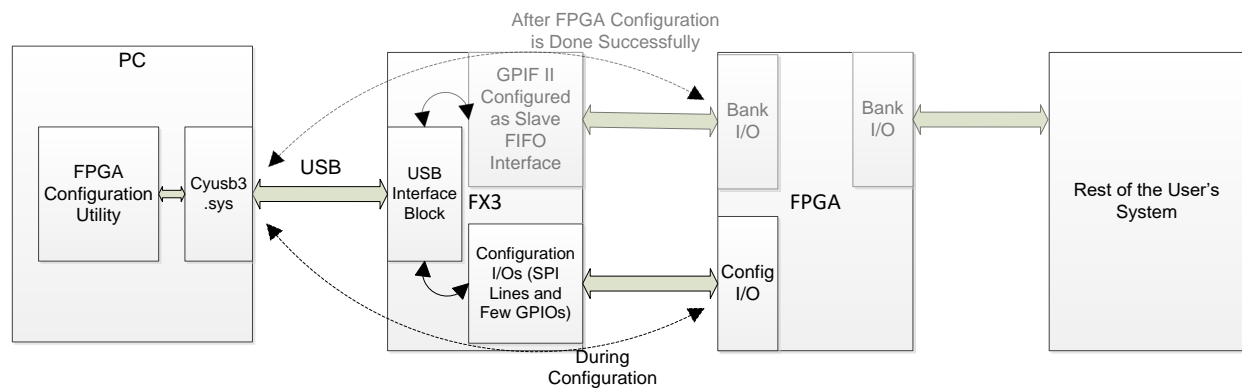 After FPGA Configuration
is Done Successfully
PC
FPGA
Configuration
Utility
Cyusb3
.sys
USB
USB
Interface
Block
FX3
GPIF II
Configured
as Slave
FIFO
Interface
Configuration
I/Os (SPI
Lines and
Few GPIOs)
During
Configuration
Bank
I/O
Bank
I/O
FPGA
Config
I/O
Rest of the User's
System